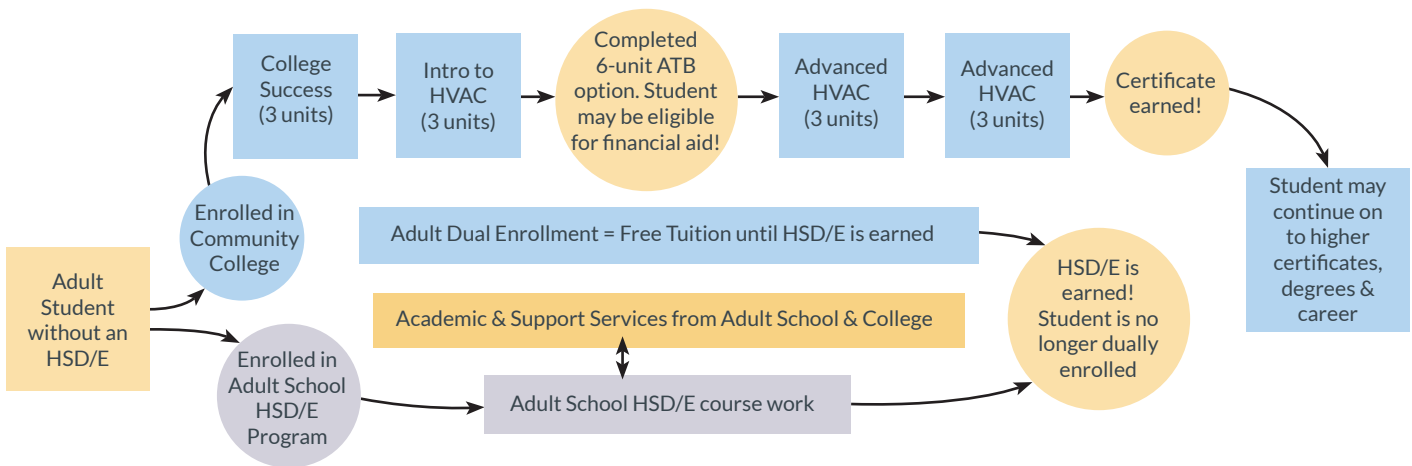 College
Success
(3 units)
Intro to
HVAC
(3 units)
Completed
6-unit ATB
option. Student
may be eligible
for financial aid!
Advanced
HVAC
(3 units)
Advanced
HVAC
(3 units)
Certificate
earned!
Student may
continue on
to higher
certificates,
degrees &
career
Enrolled in
Community
College
Adult Dual Enrollment = Free Tuition until HSD/E is earned
Adult
Student
without an
HSD/E
Academic & Support Services from Adult School & College
HSD/E is
earned!
Student is no
longer dually
enrolled
Enrolled in
Adult School
HSD/E
Program
Adult School HSD/E course work